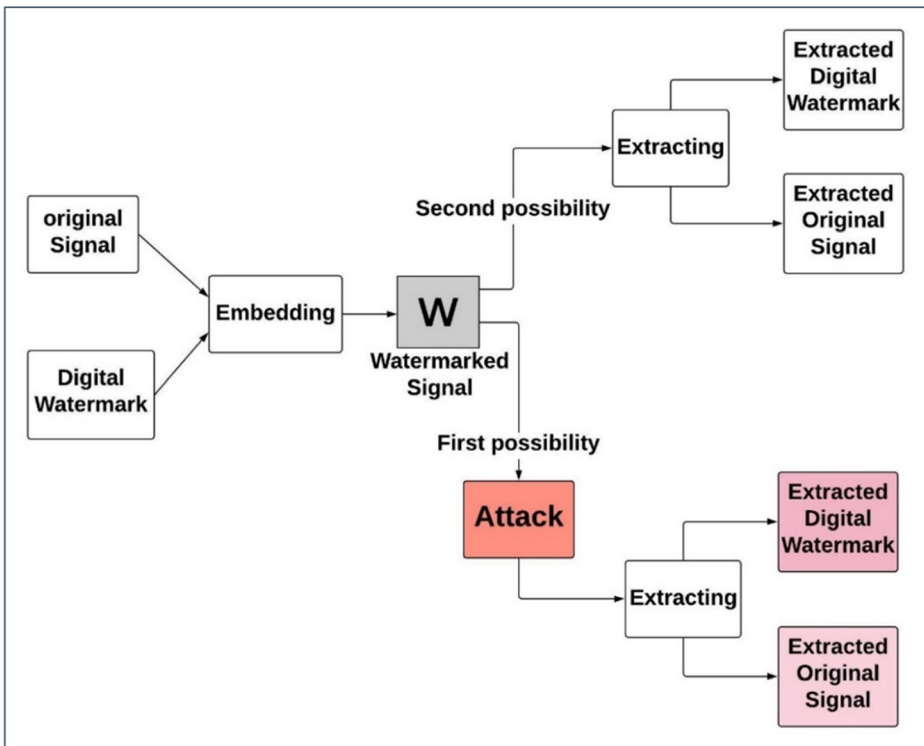 original
Signal
Digital
Watermark
Embedding
W
Watermarked
Signal
Second possibility
Extracting
Extracted
Digital
Watermark
Extracted
Original
Signal
First possibility
Attack
Extracting
Extracted
Digital
Watermark
Extracted
Original
Signal